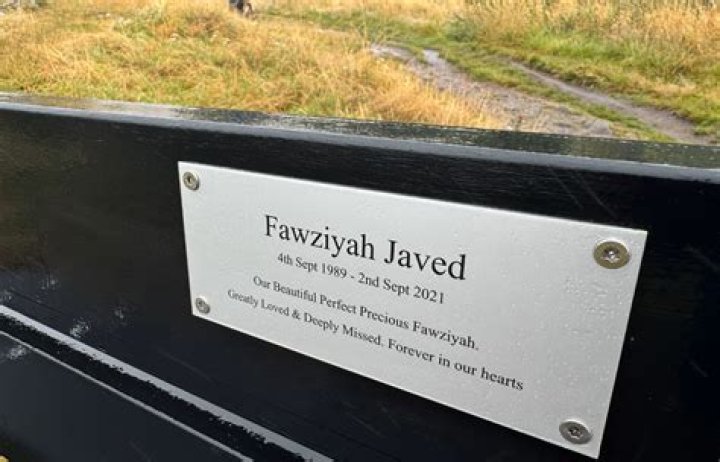 Fawziyah Javed
4th Sept 1989 - 2nd Sept 2021
Our Beautiful Perfect Precious Fawziyah.
Greatly Loved & Deeply Missed. Forever in our hearts